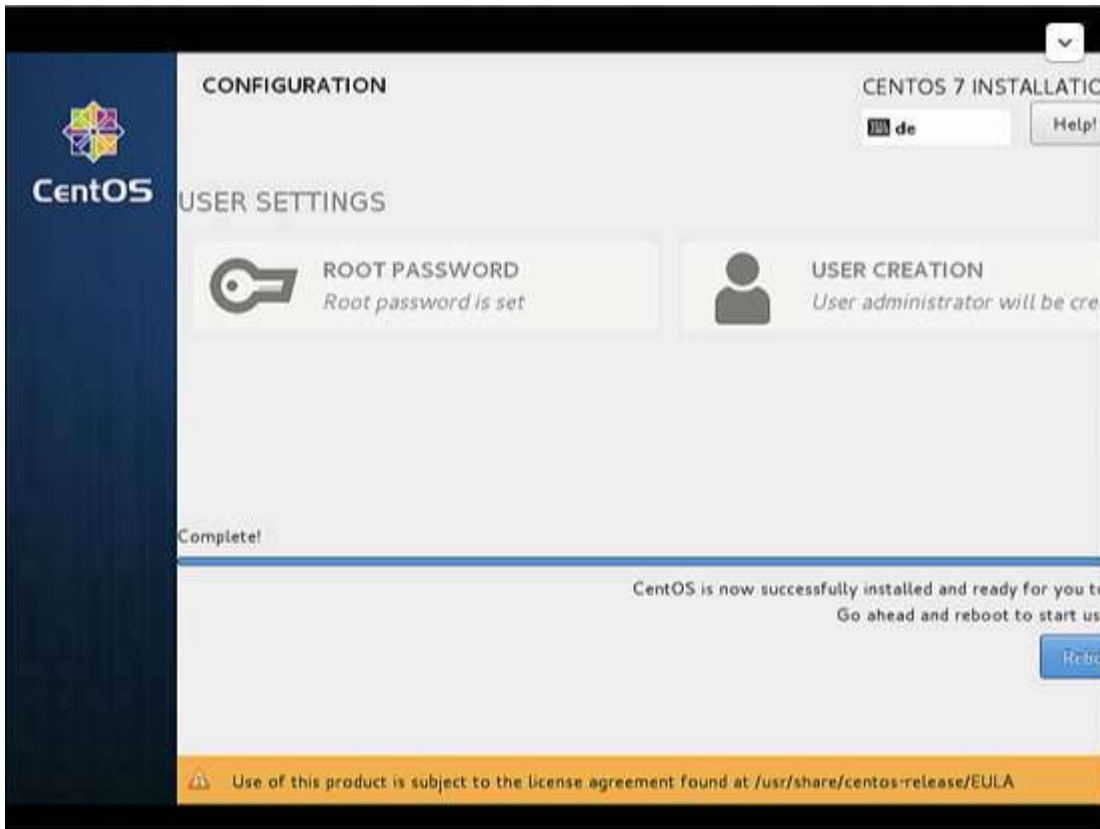 CONFIGURATION
CENTOS 7 INSTALLATIO
de
Help!
CentOS
USER SETTINGS
ROOT PASSWORD
Root password is set
USER CREATION
User administrator will be cre
Complete!
CentOS is now successfully installed and ready for you t
Go ahead and reboot to start us
Rebo
Use of this product is subject to the license agreement found at /usr/share/centos-release/EULA